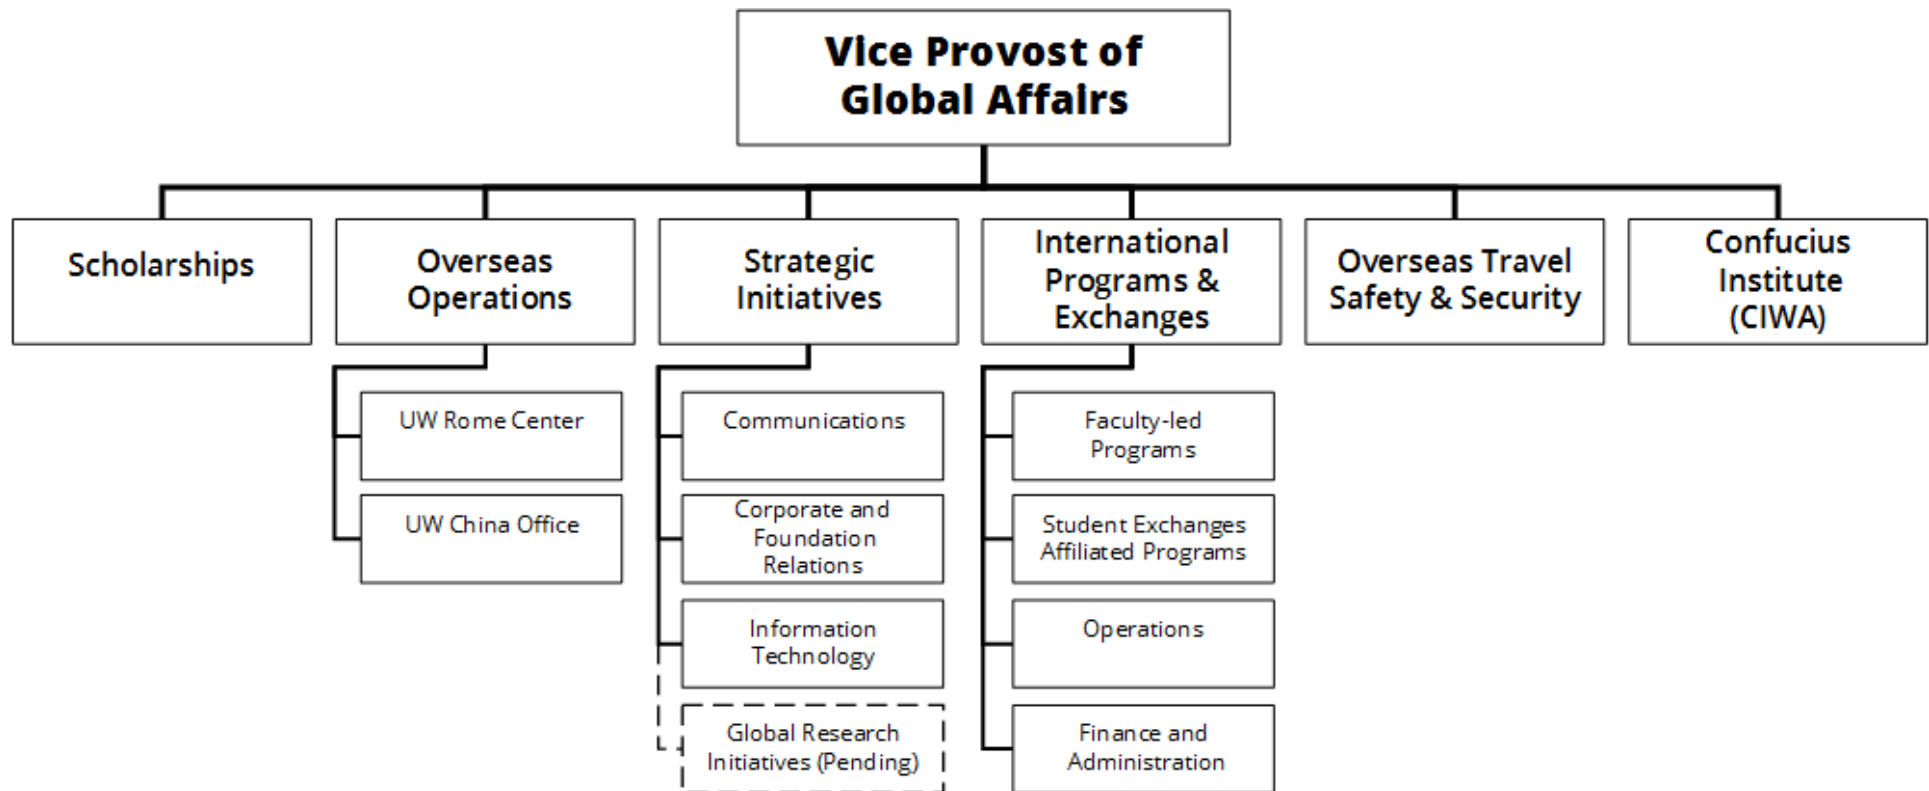 Vice Provost of
Global Affairs
Scholarships
Overseas
Operations
Strategic
Initiatives
International
Programs &
Exchanges
Overseas Travel
Safety & Security
Confucius
Institute
(CIWA)
UW Rome Center
UW China Office
Communications
Corporate and
Foundation
Relations
Information
Technology
Global Research
Initiatives (Pending)
Faculty-led
Programs
Student Exchanges
Affiliated Programs
Operations
Finance and
Administration